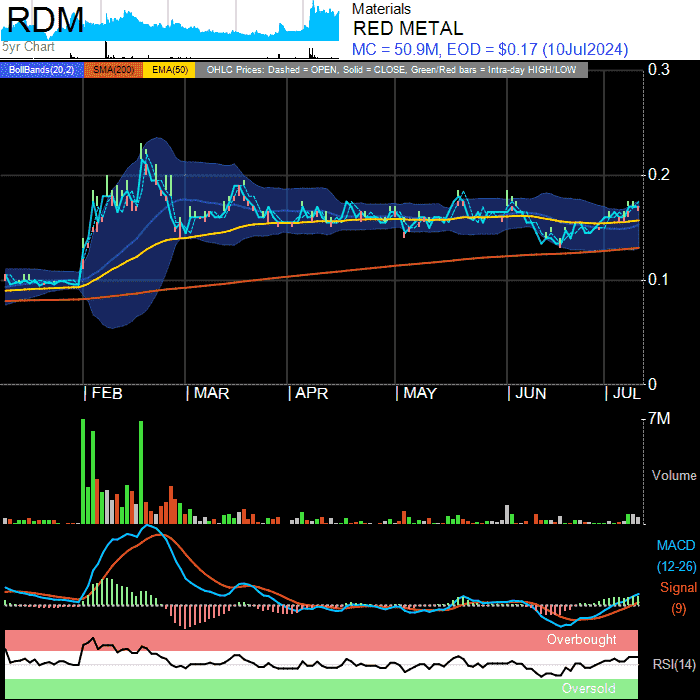 RDM
5yr Chart
Materials
RED METAL
MC = 50.9M, EOD = $0.17 (10Jul2024)
BollBands(20,2) SMA(200) EMA(50) OHLC Prices: Dashed = OPEN, Solid = CLOSE, Green/Red bars = Intra-day HIGH/LOW
0.3
0.2
0.1
0
| FEB | MAR | APR | MAY | JUN | JUL
7M
Volume
MACD
(12-26)
Signal
(9)
Overbought
RSI(14)
Oversold